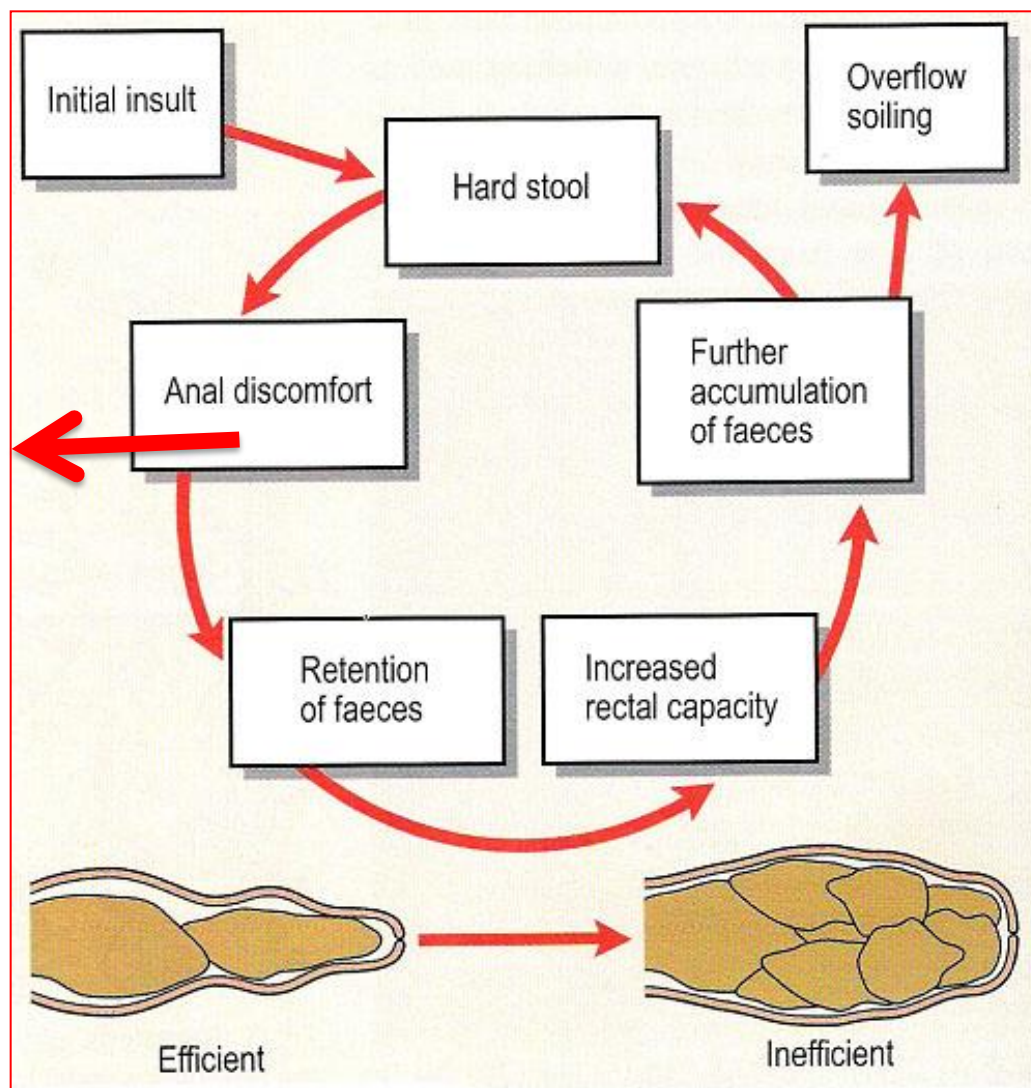 Initial insult
Hard stool
Overflow
soiling
Anal discomfort
Further
accumulation
of faeces
Retention
of faeces
Increased
rectal capacity
Efficient
Inefficient